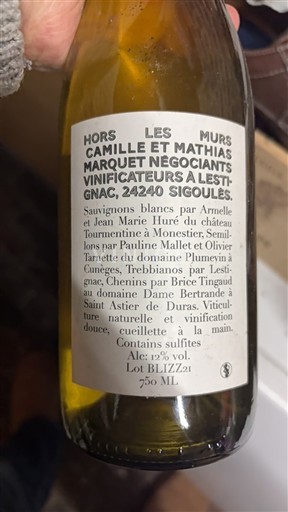 HORS LES MURS
CAMILLE ET MATHIAS
MARQUET NÉGOCIANTS
VINIFICATEURS À LESTI-
GNAC, 24240 SIGOULÈS.
Sauvignons blancs par Armelle
et Jean Marie Huré du château
Tourmentine à Monestier, Semil-
lons par Pauline Mallet et Olivier
Tarnette du domaine Plumevin à
Cunèges, Trebbianos par Lesti-
gnac, Chenins par Brice Tingaud
au domaine Dame Bertrande à
Saint Astier de Duras. Viticul-
ture naturelle et vinification
douce, cueillette à la main.
Contains sulfites
Alc: 12% vol.
Lot BLIZZ21
750 ML